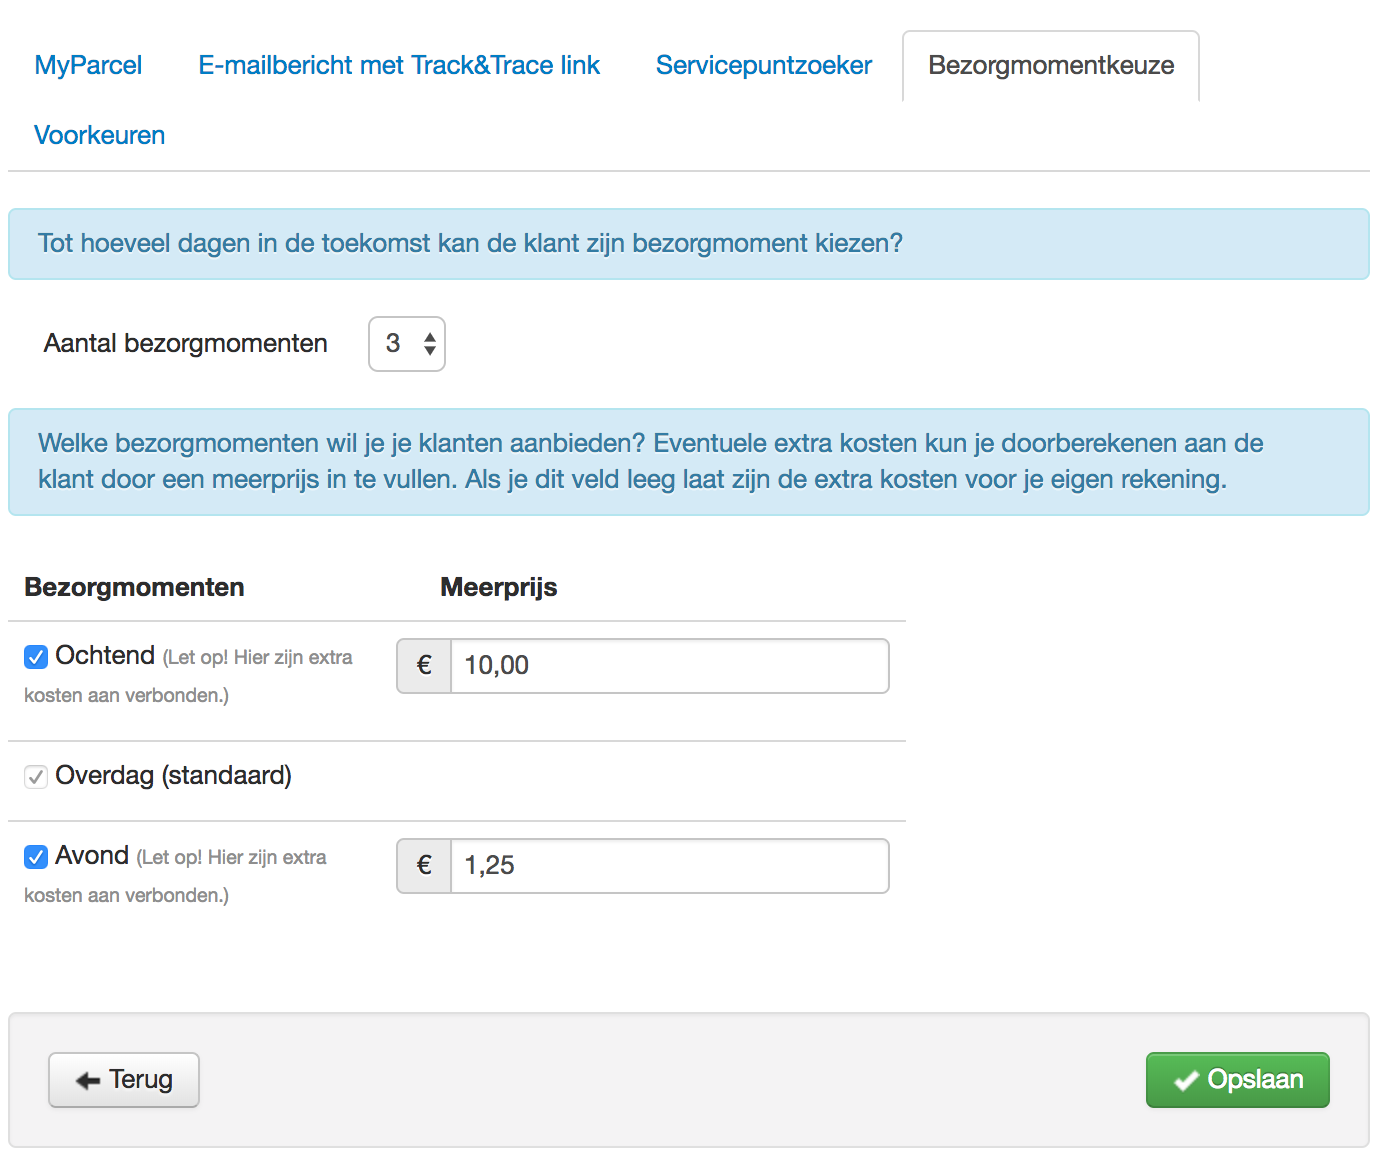 MyParcel E-mailbericht met Track&Trace link Servicepuntzoeker Bezorgmomentkeuze
Voorkeuren
Tot hoeveel dagen in de toekomst kan de klant zijn bezorgmoment kiezen?
Aantal bezorgmomenten 3
Welke bezorgmomenten wil je je klanten aanbieden? Eventuele extra kosten kun je doorberekenen aan de
klant door een meerprijs in te vullen. Als je dit veld leeg laat zijn de extra kosten voor je eigen rekening.
Bezorgmomenten Meerprijs
Ochtend (Let op! Hier zijn extra
kosten aan verbonden.)
€ 10,00
Overdag (standaard)
Avond (Let op! Hier zijn extra
kosten aan verbonden.)
€ 1,25
Terug Opslaan